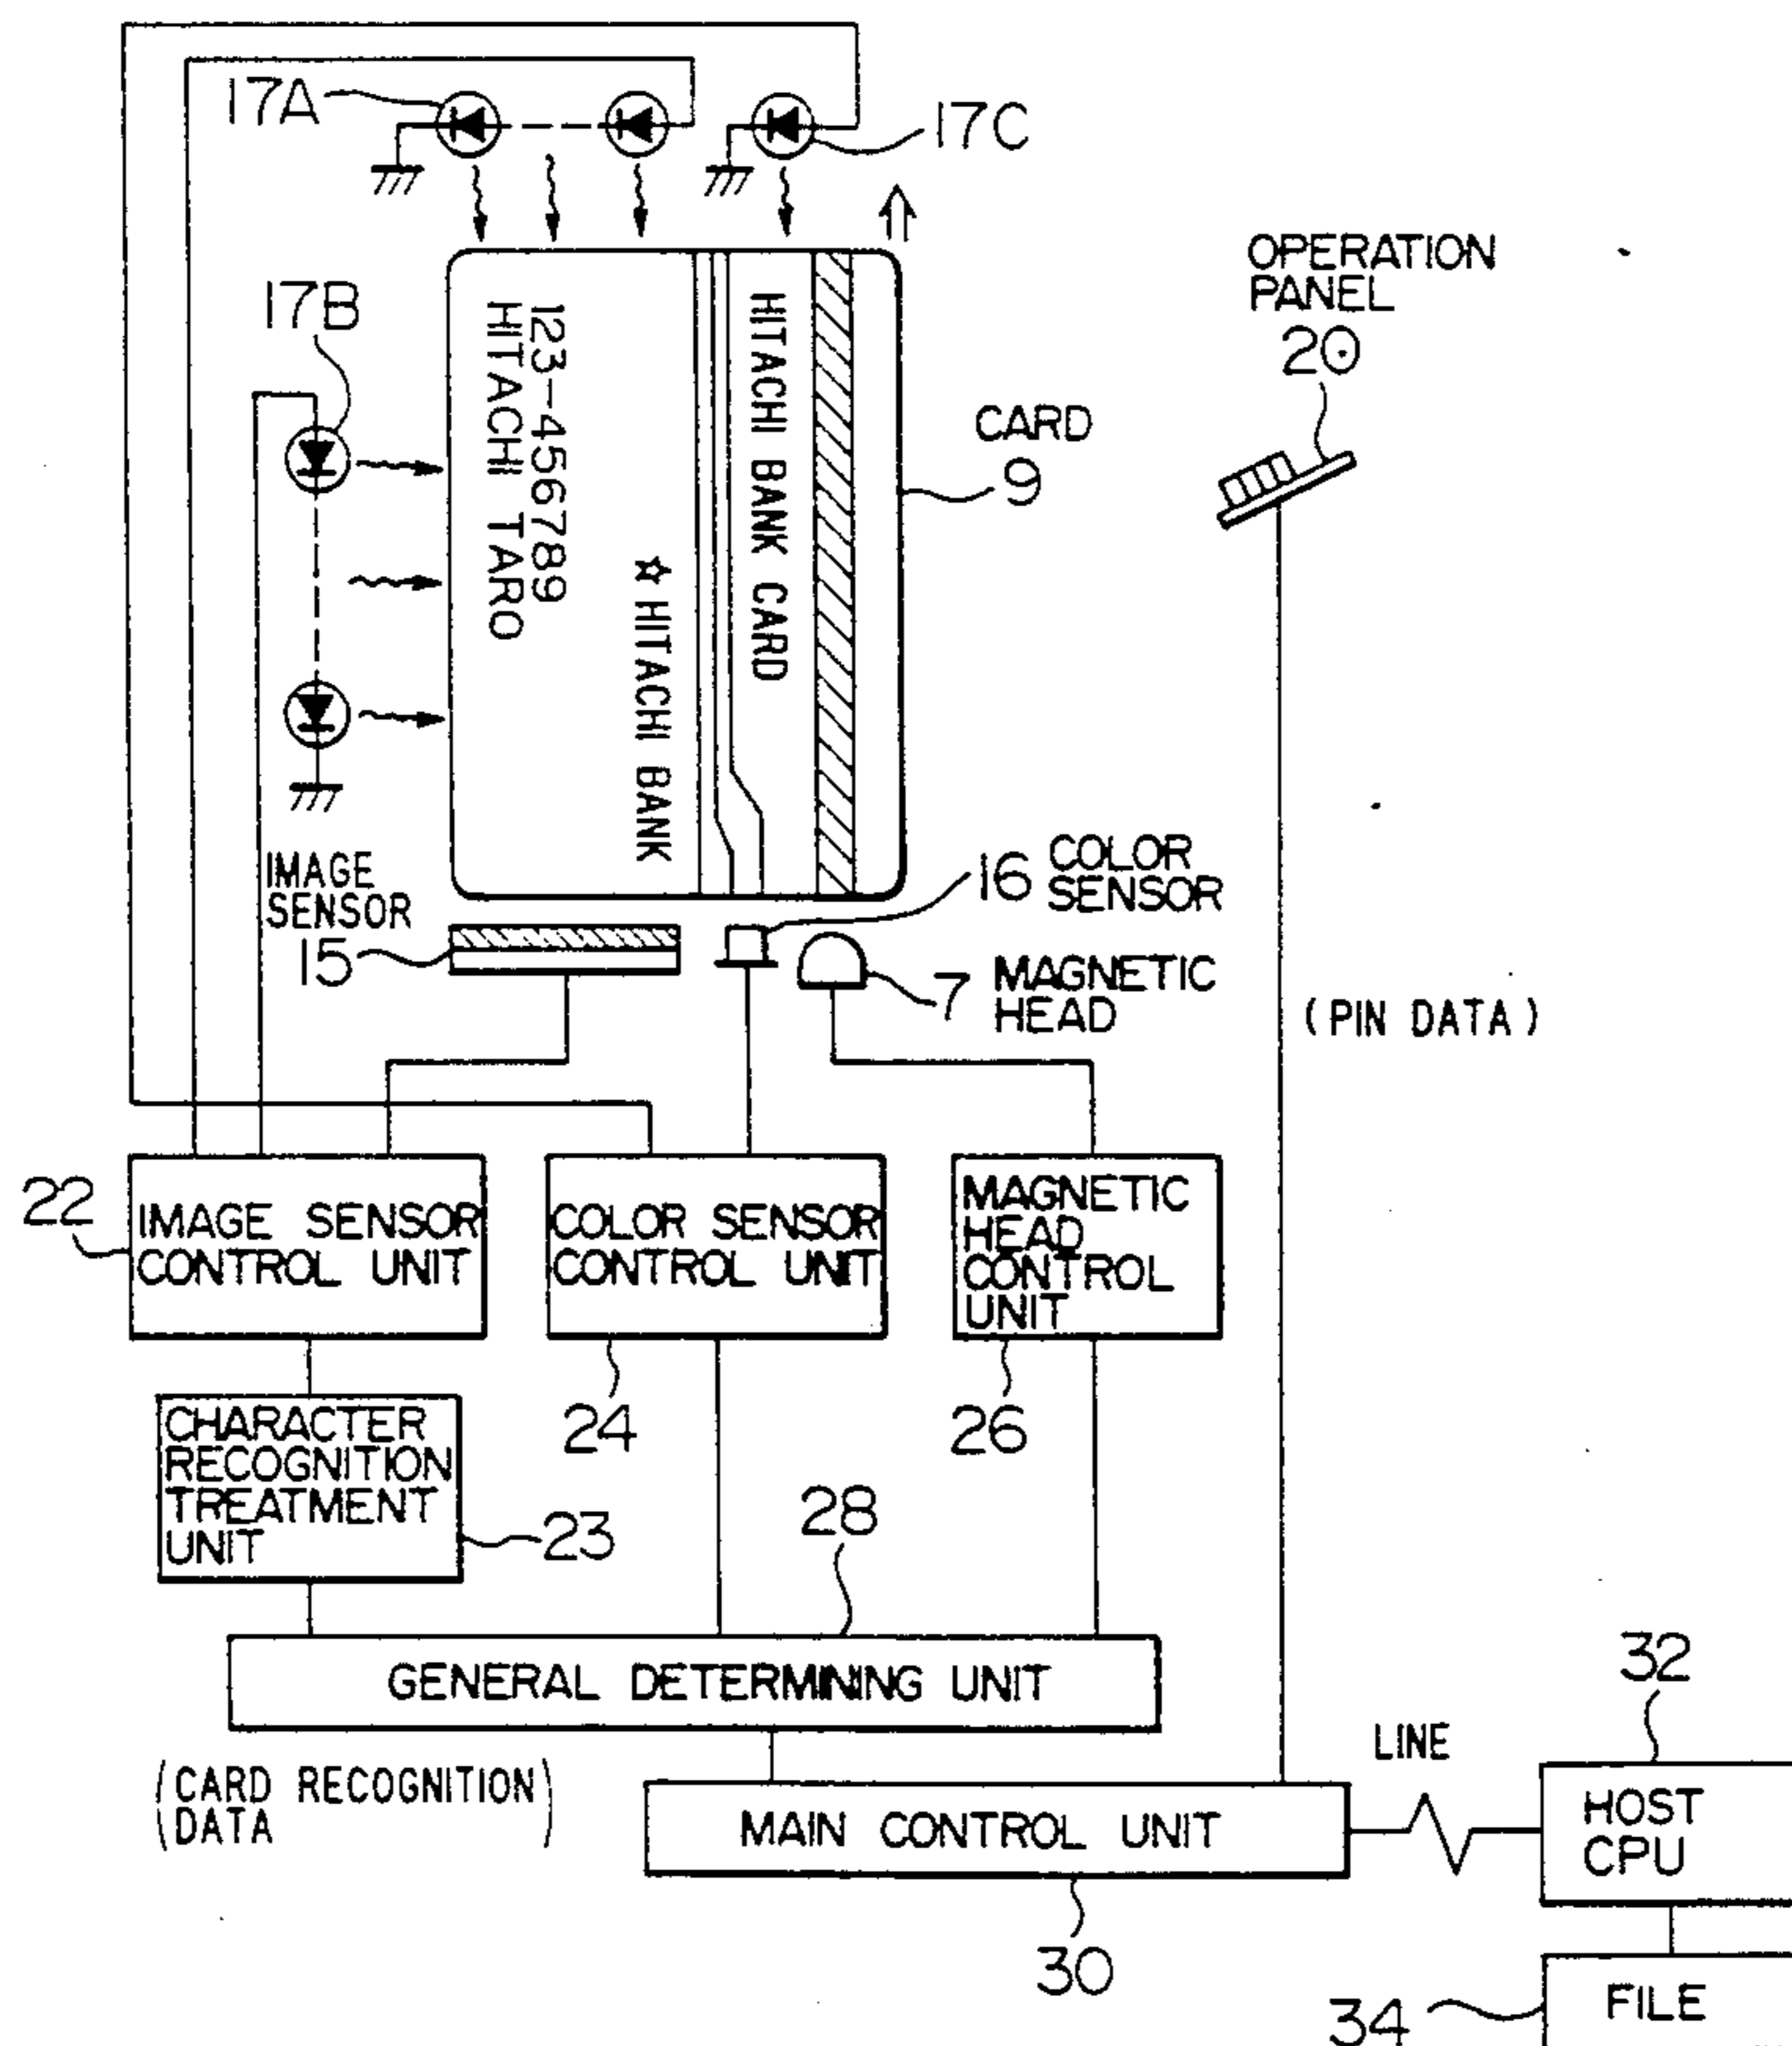 17A
17C
17B
OPERATION
PANEL
20
CARD
9
123-456789
HITACHI TARO
☆ HITACHI BANK
HITACHI BANK CARD
IMAGE
SENSOR
15
16 COLOR
SENSOR
7 MAGNETIC
HEAD
(PIN DATA)
22
IMAGE SENSOR
CONTROL UNIT
COLOR SENSOR
CONTROL UNIT
MAGNETIC
HEAD
CONTROL
UNIT
24
26
CHARACTER
RECOGNITION
TREATMENT
UNIT
23
28
GENERAL DETERMINING UNIT
(CARD RECOGNITION
DATA)
MAIN CONTROL UNIT
30
LINE
32
HOST
CPU
34
FILE